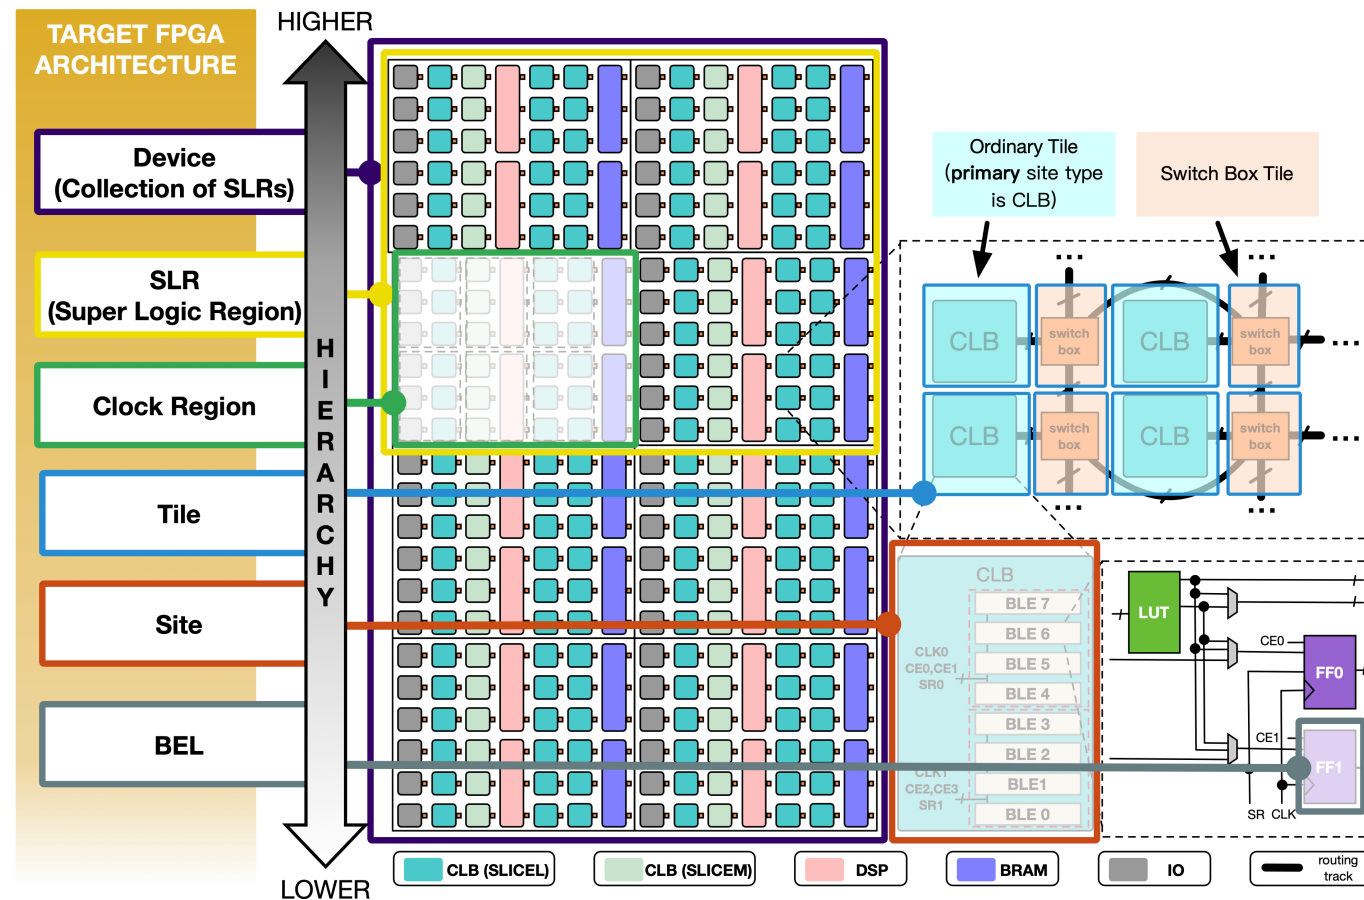 TARGET FPGA
ARCHITECTURE
HIGHER
Device
(Collection of SLRs)
SLR
(Super Logic Region)
Clock Region
Tile
Site
BEL
HIERARCHY
LOWER
Ordinary Tile
(primary site type
is CLB)
Switch Box Tile
CLB
switch
box
CLB
switch
box
CLB
switch
box
CLB
switch
box
CLB
BLE 7
BLE 6
BLE 5
BLE 4
BLE 3
BLE 2
BLE1
BLE 0
CLK0
CE0,CE1
SR0
CLK1
CE2,CE3
SR1
LUT
CE0
FF0
CE1
FF1
SR CLK
CLB (SLICEL)
CLB (SLICEM)
DSP
BRAM
IO
routing
track